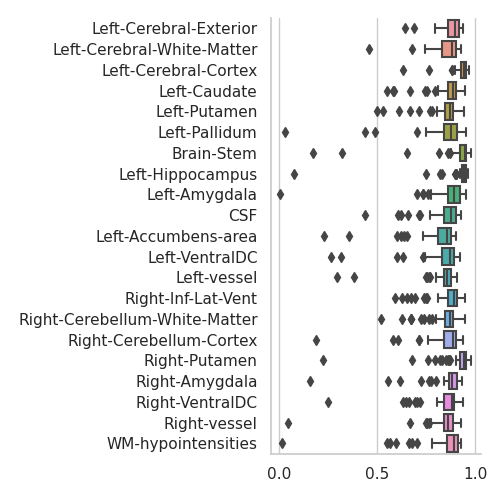 Left-Cerebral-Exterior
Left-Cerebral-White-Matter
Left-Cerebral-Cortex
Left-Caudate
Left-Putamen
Left-Pallidum
Brain-Stem
Left-Hippocampus
Left-Amygdala
CSF
Left-Accumbens-area
Left-VentralDC
Left-vessel
Right-Inf-Lat-Vent
Right-Cerebellum-White-Matter
Right-Cerebellum-Cortex
Right-Putamen
Right-Amygdala
Right-VentralDC
Right-vessel
WM-hypointensities
0.0 0.5 1.0